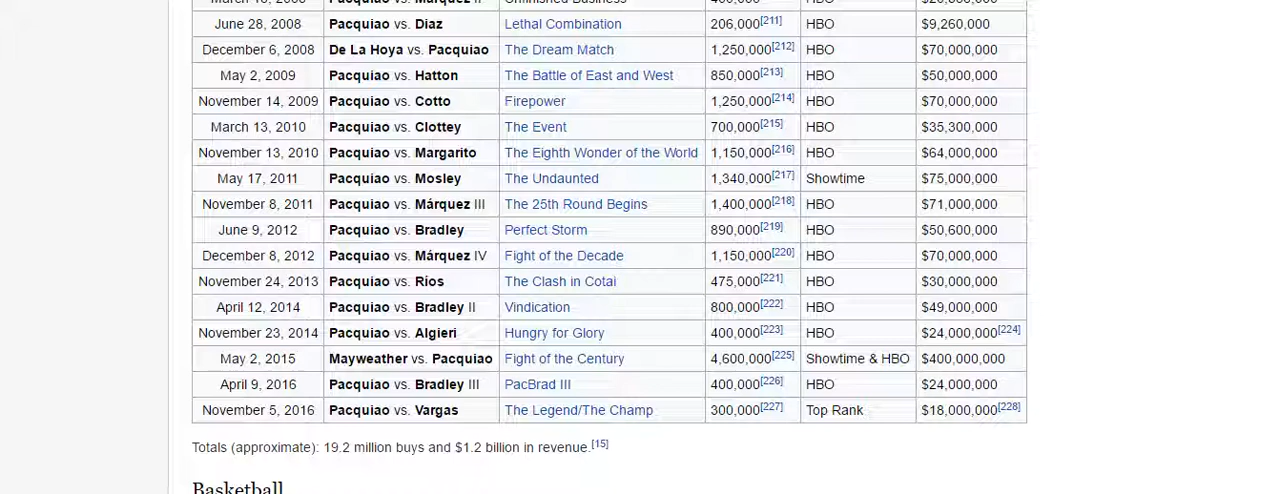 June 28, 2008 Pacquiao vs. Diaz Lethal Combination 206,000[211] HBO $9,260,000
December 6, 2008 De La Hoya vs. Pacquiao The Dream Match 1,250,000[212] HBO $70,000,000
May 2, 2009 Pacquiao vs. Hatton The Battle of East and West 850,000[213] HBO $50,000,000
November 14, 2009 Pacquiao vs. Cotto Firepower 1,250,000[214] HBO $70,000,000
March 13, 2010 Pacquiao vs. Clottey The Event 700,000[215] HBO $35,300,000
November 13, 2010 Pacquiao vs. Margarito The Eighth Wonder of the World 1,150,000[216] HBO $64,000,000
May 17, 2011 Pacquiao vs. Mosley The Undaunted 1,340,000[217] Showtime $75,000,000
November 8, 2011 Pacquiao vs. Márquez III The 25th Round Begins 1,400,000[218] HBO $71,000,000
June 9, 2012 Pacquiao vs. Bradley Perfect Storm 890,000[219] HBO $50,600,000
December 8, 2012 Pacquiao vs. Márquez IV Fight of the Decade 1,150,000[220] HBO $70,000,000
November 24, 2013 Pacquiao vs. Ríos The Clash in Cotai 475,000[221] HBO $30,000,000
April 12, 2014 Pacquiao vs. Bradley II Vindication 800,000[222] HBO $49,000,000
November 23, 2014 Pacquiao vs. Algieri Hungry for Glory 400,000[223] HBO $24,000,000[224]
May 2, 2015 Mayweather vs. Pacquiao Fight of the Century 4,600,000[225] Showtime & HBO $400,000,000
April 9, 2016 Pacquiao vs. Bradley III PacBrad III 400,000[226] HBO $24,000,000
November 5, 2016 Pacquiao vs. Vargas The Legend/The Champ 300,000[227] Top Rank $18,000,000[228]
Totals (approximate): 19.2 million buys and $1.2 billion in revenue.[15]
Basketball